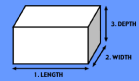 3. DEPTH
2. WIDTH
1. LENGTH